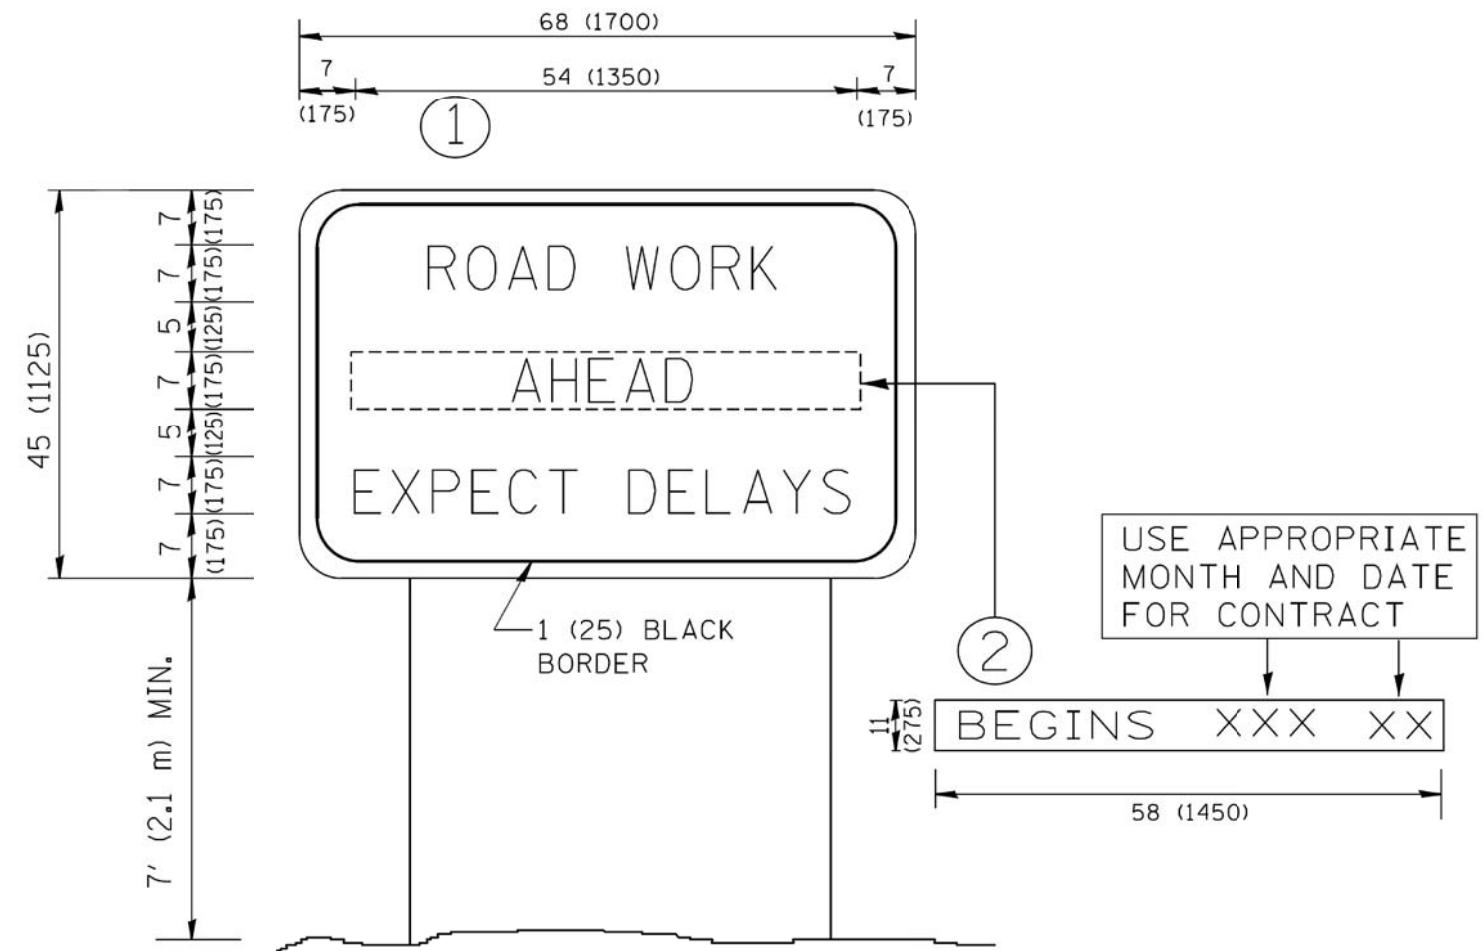 68 (1700)
7
54 (1350)
7
(175)
(175)
1
45 (1125)
7
(175)
7
(175)
5
(125)
7
(175)
5
(125)
7
(175)
7
(175)
ROAD WORK
AHEAD
EXPECT DELAYS
1 (25) BLACK
BORDER
7' (2.1 m) MIN.
2
USE APPROPRIATE
MONTH AND DATE
FOR CONTRACT
11
(275)
BEGINS XXX XX
58 (1450)